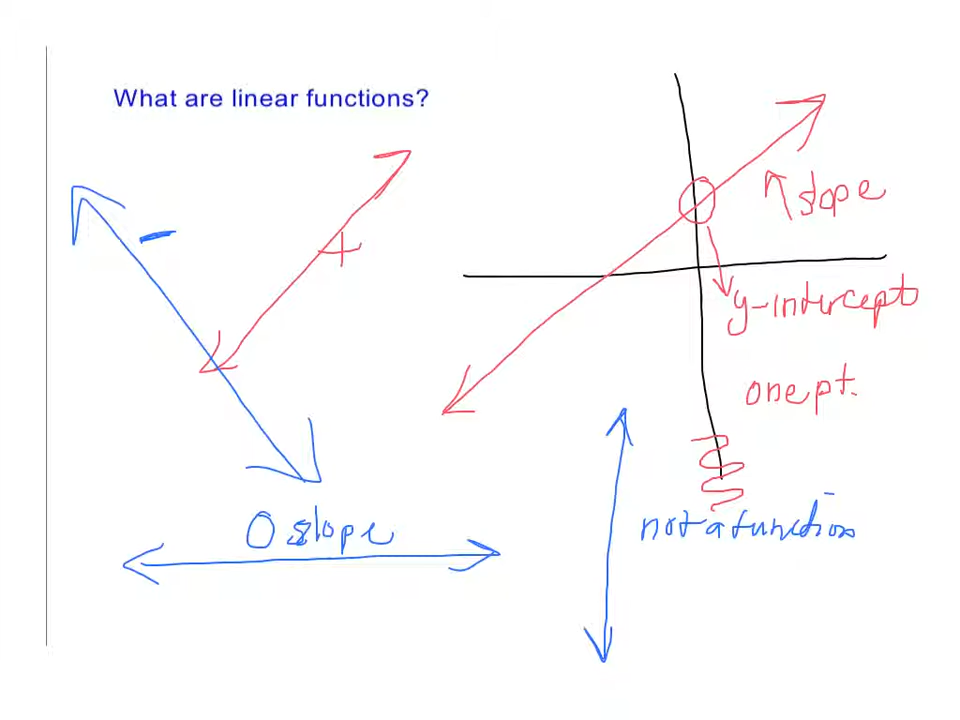 What are linear functions?
-
+
slope
y-intercept
one pt.
0 slope
not a function